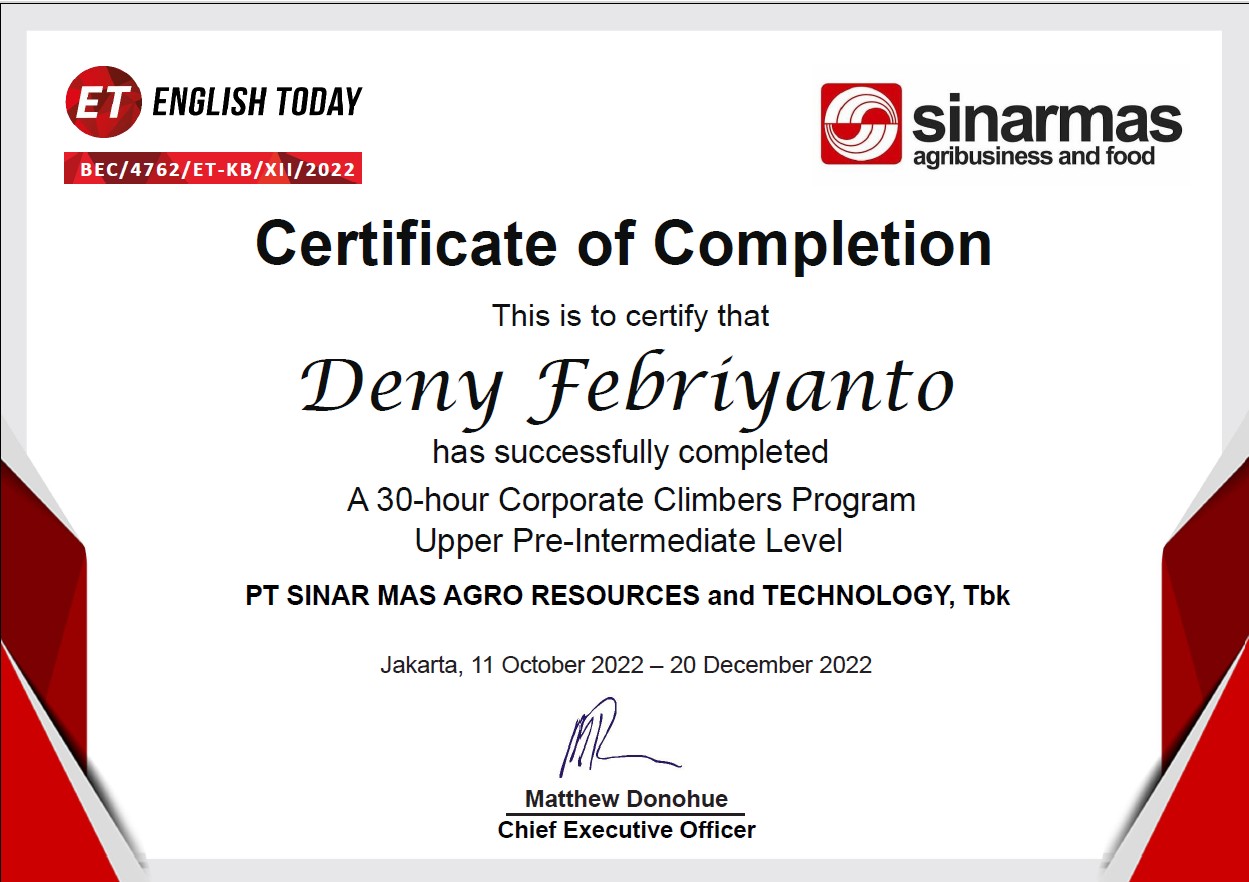 ET ENGLISH TODAY
BEC/4762/ET-KB/XII/2022
sinarmas
agribusiness and food
Certificate of Completion
This is to certify that
Deny Febriyanto
has successfully completed
A 30-hour Corporate Climbers Program
Upper Pre-Intermediate Level
PT SINAR MAS AGRO RESOURCES and TECHNOLOGY, Tbk
Jakarta, 11 October 2022 – 20 December 2022
Matthew Donohue
Chief Executive Officer